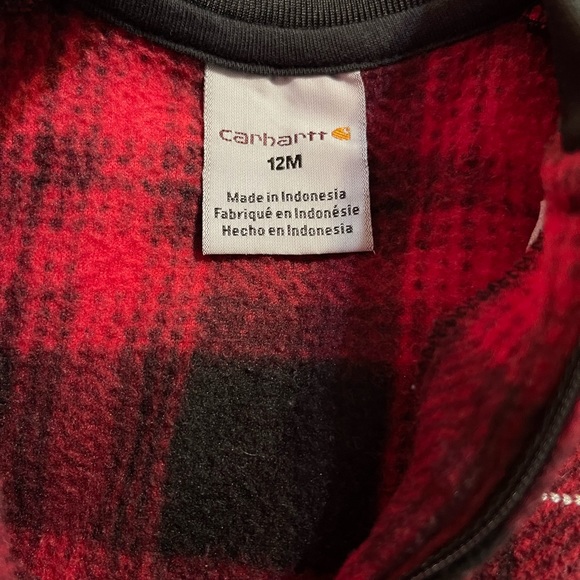 carhartt
12M
Made in Indonesia
Fabriqué en Indonésie
Hecho en Indonesia